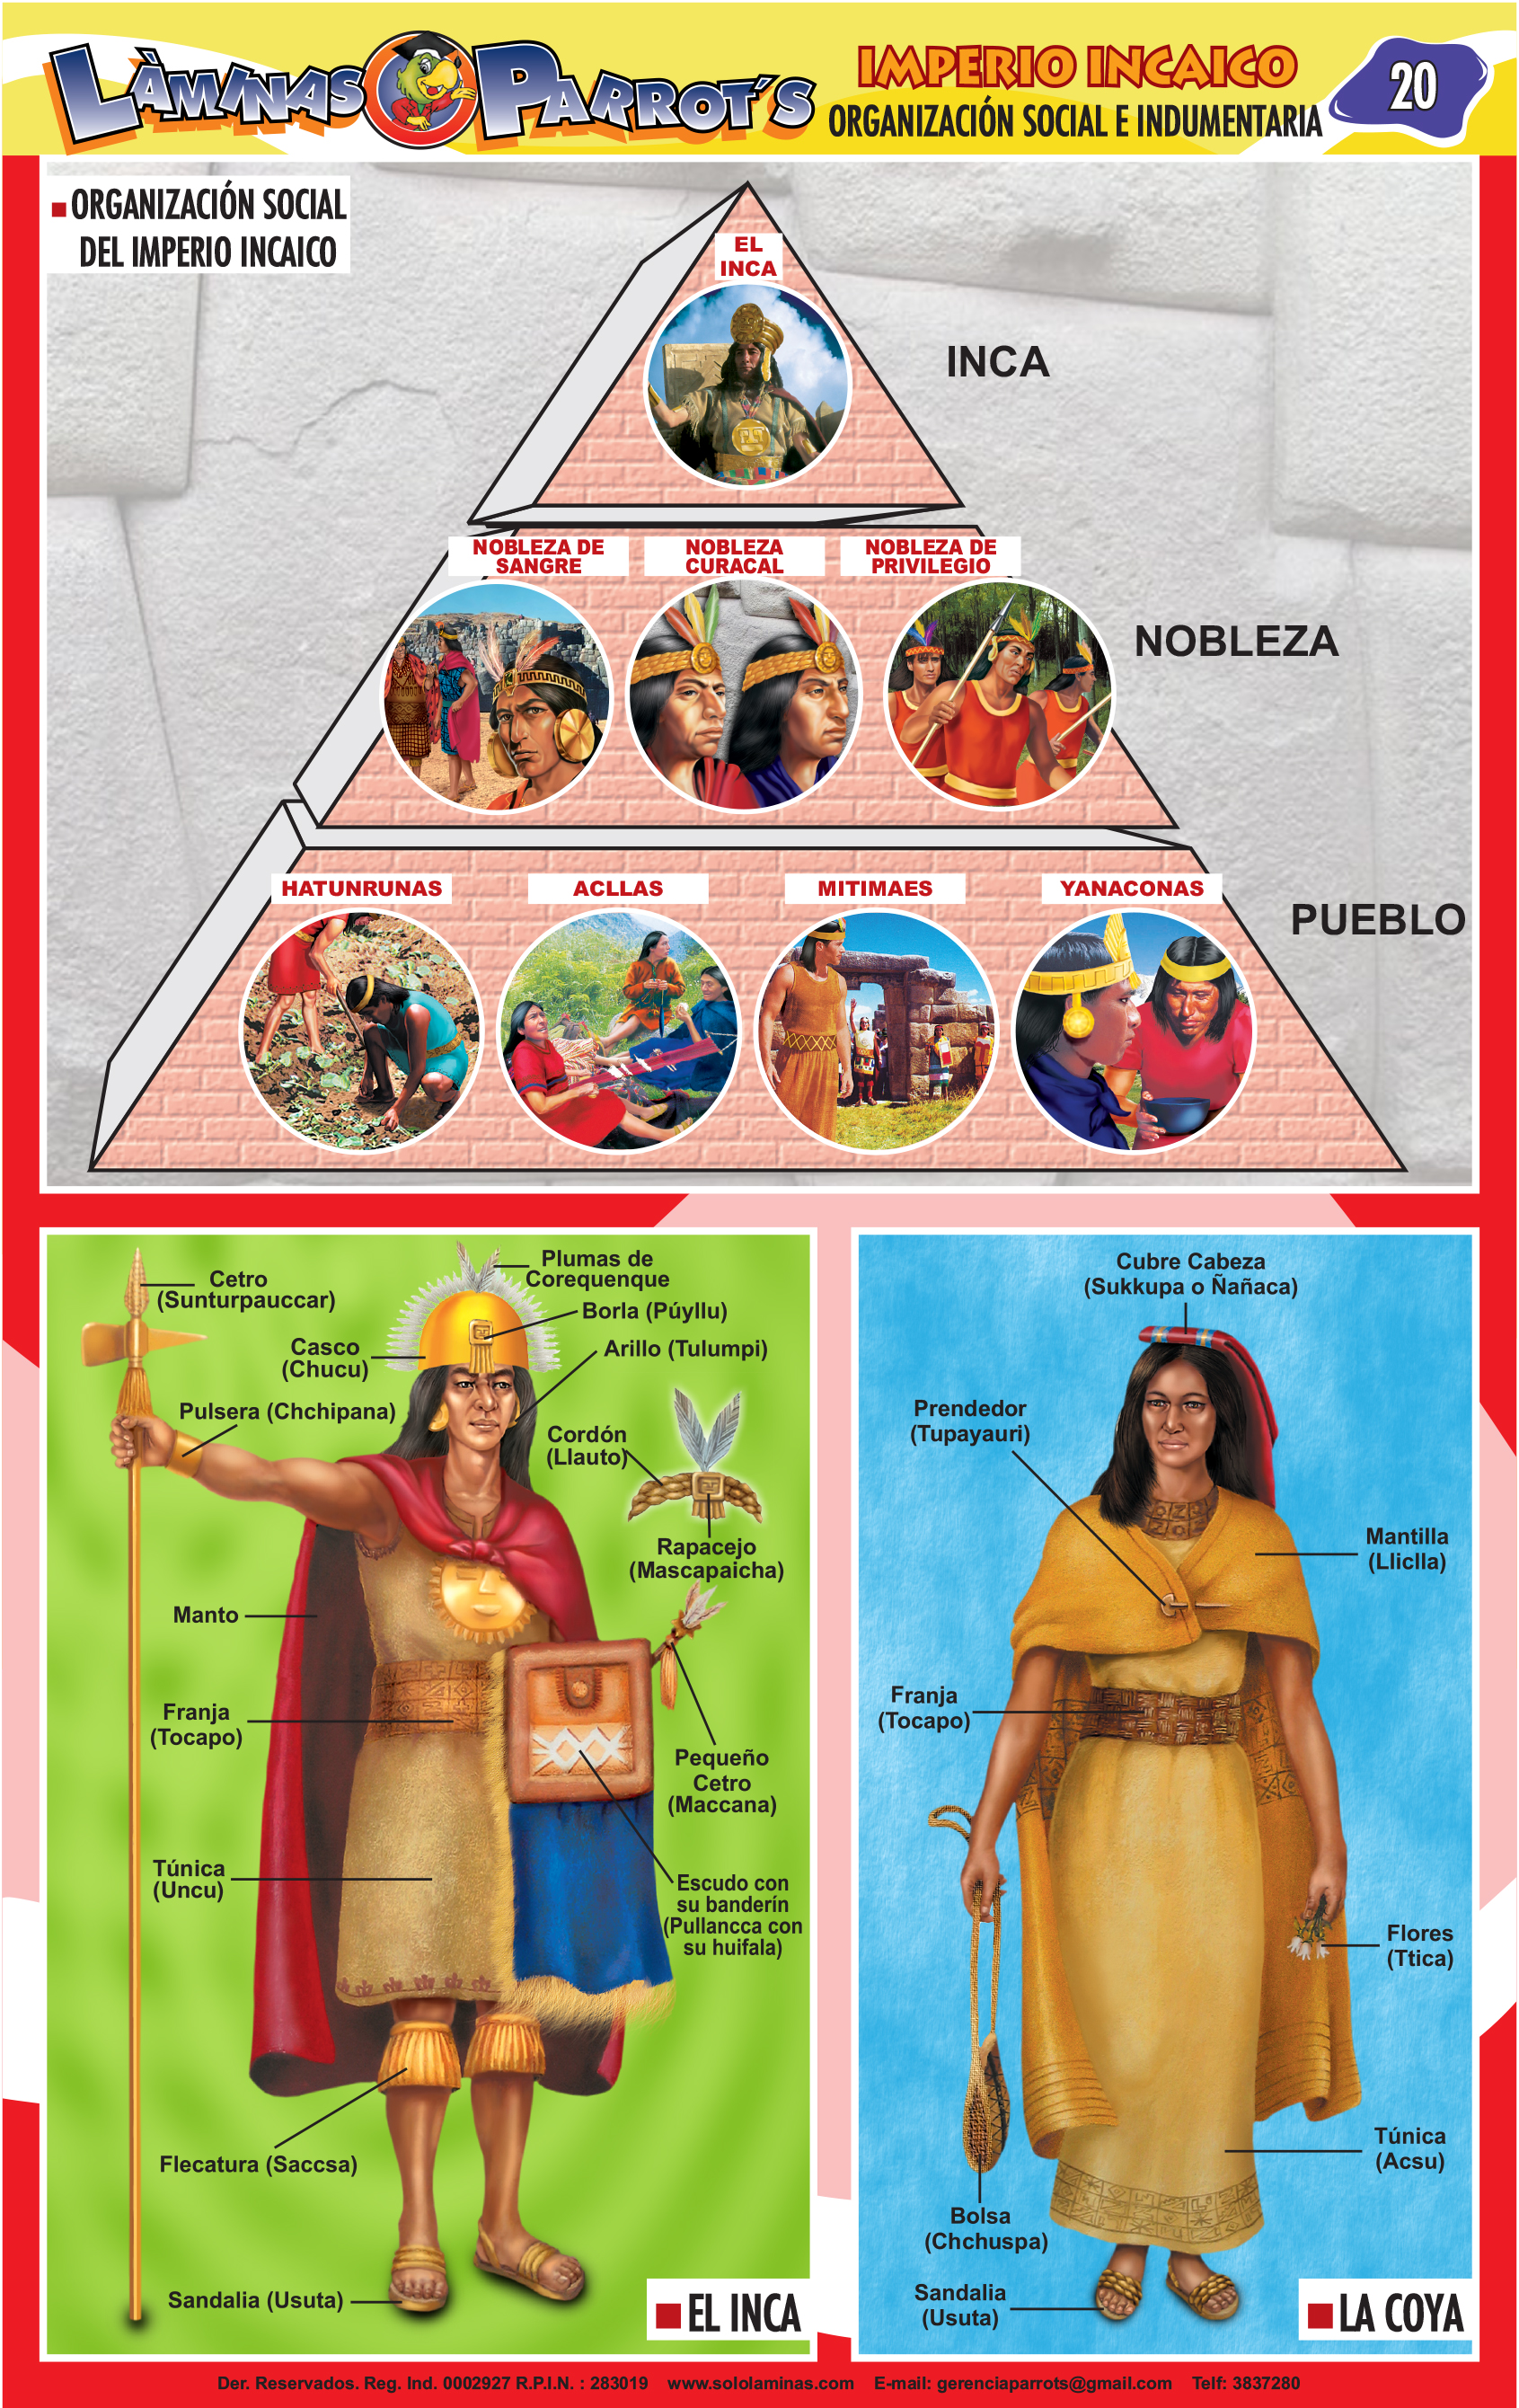 LÀMINAS PARROT´S
IMPERIO INCAICO
ORGANIZACIÓN SOCIAL E INDUMENTARIA
20
ORGANIZACIÓN SOCIAL
DEL IMPERIO INCAICO
EL
INCA
INCA
NOBLEZA DE
SANGRE
NOBLEZA
CURACAL
NOBLEZA DE
PRIVILEGIO
NOBLEZA
HATUNRUNAS
ACLLAS
MITIMAES
YANACONAS
PUEBLO
Cetro
(Sunturpauccar)
Plumas de
Corequenque
Borla (Púyllu)
Casco
(Chucu)
Arillo (Tulumpi)
Pulsera (Chchipana)
Cordón
(Llauto)
Rapacejo
(Mascapaicha)
Manto
Franja
(Tocapo)
Pequeño
Cetro
(Maccana)
Túnica
(Uncu)
Escudo con
su banderín
(Pullancca con
su huifala)
Flecatura (Saccsa)
Sandalia (Usuta)
EL INCA
Cubre Cabeza
(Sukkupa o Ñañaca)
Prendedor
(Tupayauri)
Mantilla
(Lliclla)
Franja
(Tocapo)
Flores
(Ttica)
Túnica
(Acsu)
Bolsa
(Chchuspa)
Sandalia
(Usuta)
LA COYA
Der. Reservados. Reg. Ind. 0002927 R.P.I.N. : 283019 www.sololaminas.com E-mail: gerenciaparrots@gmail.com Telf: 3837280